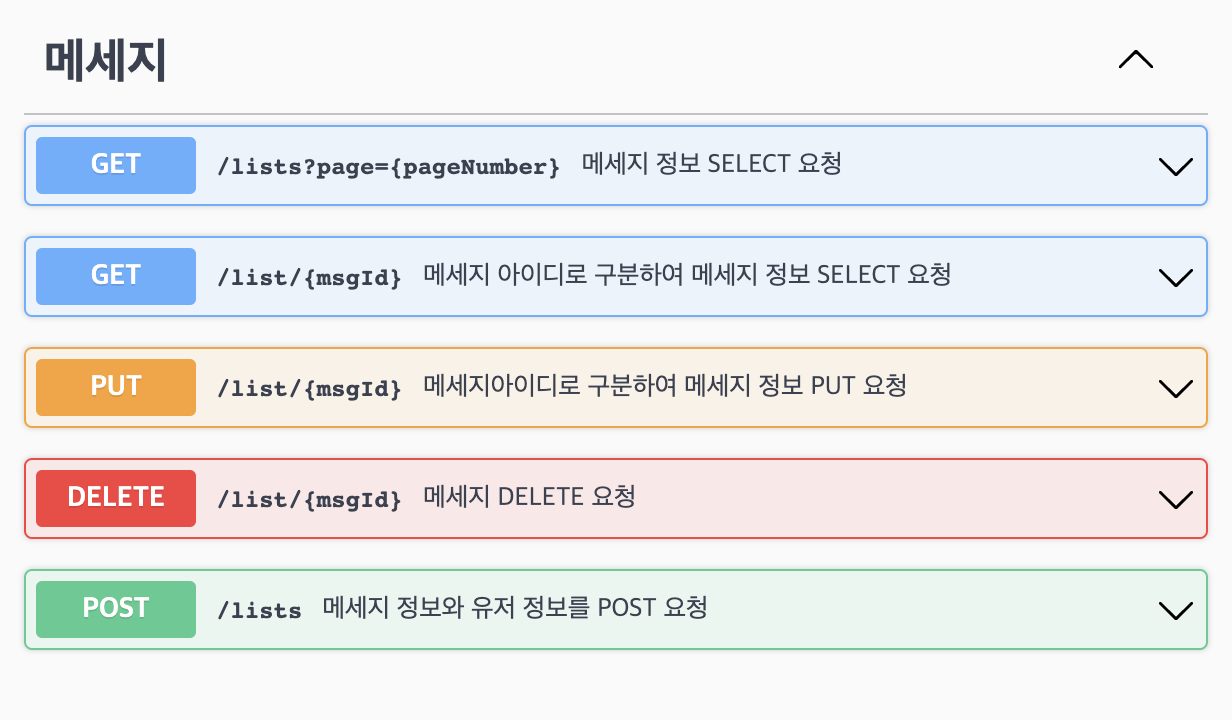 메세지
GET /lists?page={pageNumber} 메세지 정보 SELECT 요청
GET /list/{msgId} 메세지 아이디로 구분하여 메세지 정보 SELECT 요청
PUT /list/{msgId} 메세지아이디로 구분하여 메세지 정보 PUT 요청
DELETE /list/{msgId} 메세지 DELETE 요청
POST /lists 메세지 정보와 유저 정보를 POST 요청